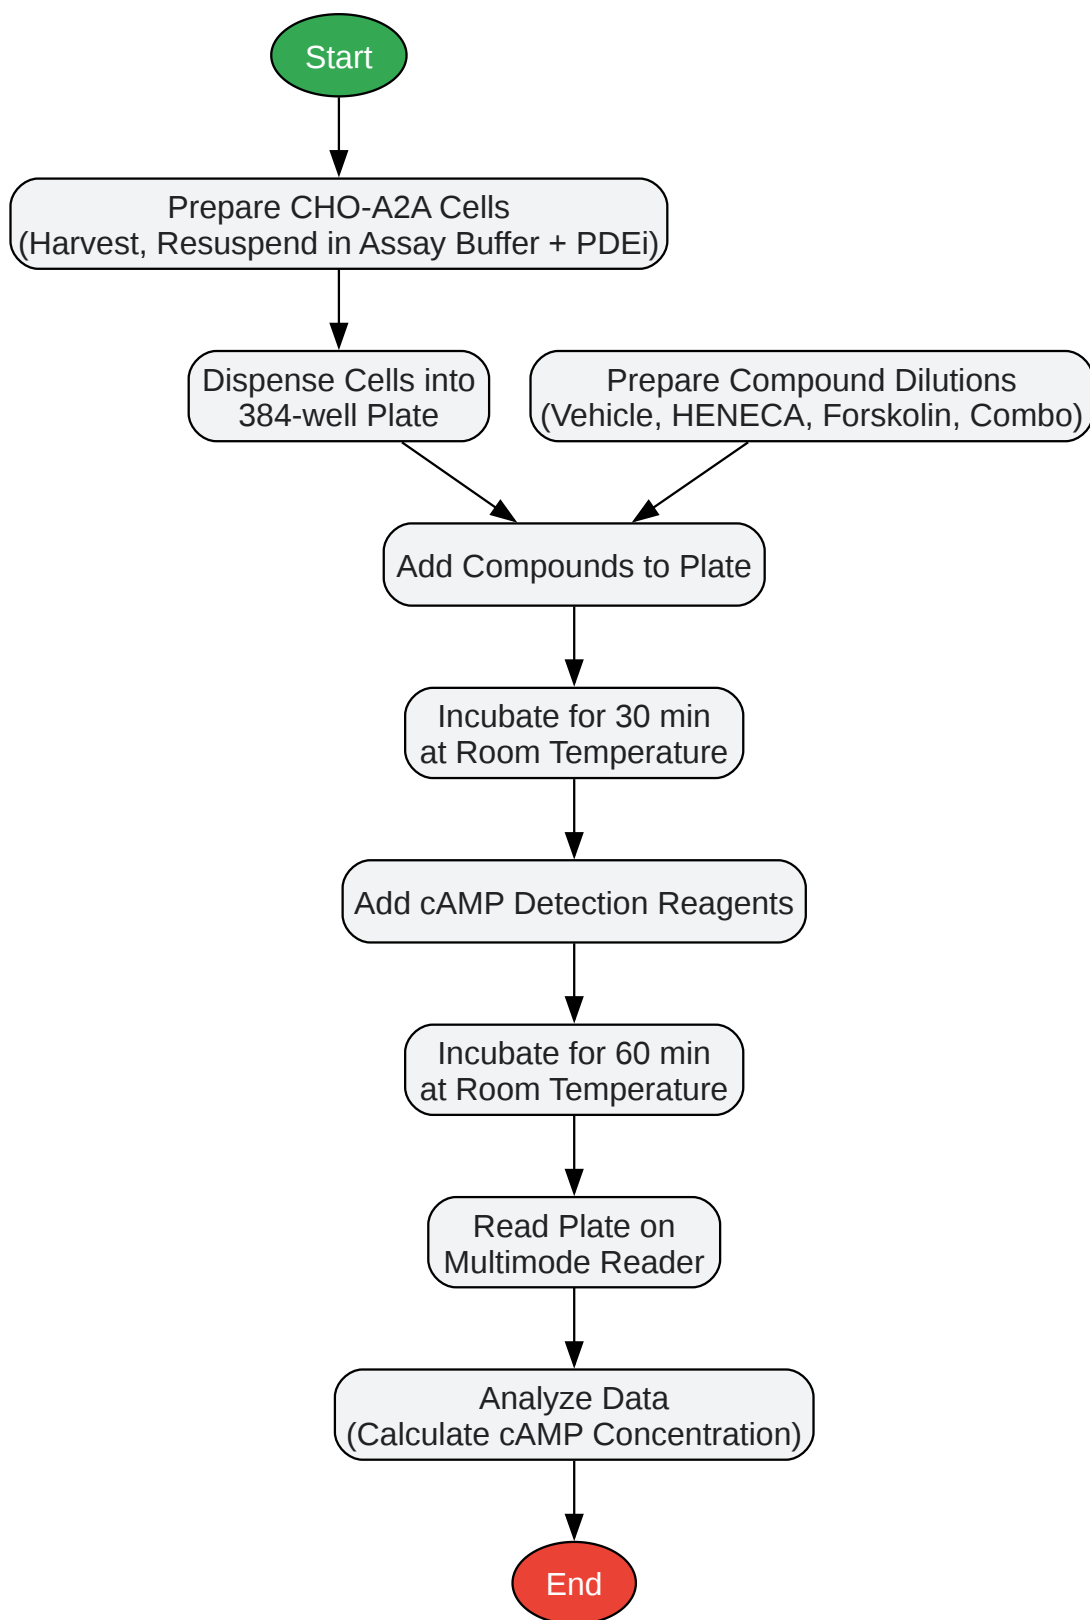 Start
Prepare CHO-A2A Cells
(Harvest, Resuspend in Assay Buffer + PDEi)
Dispense Cells into
384-well Plate
Prepare Compound Dilutions
(Vehicle, HENECA, Forskolin, Combo)
Add Compounds to Plate
Incubate for 30 min
at Room Temperature
Add cAMP Detection Reagents
Incubate for 60 min
at Room Temperature
Read Plate on
Multimode Reader
Analyze Data
(Calculate cAMP Concentration)
End